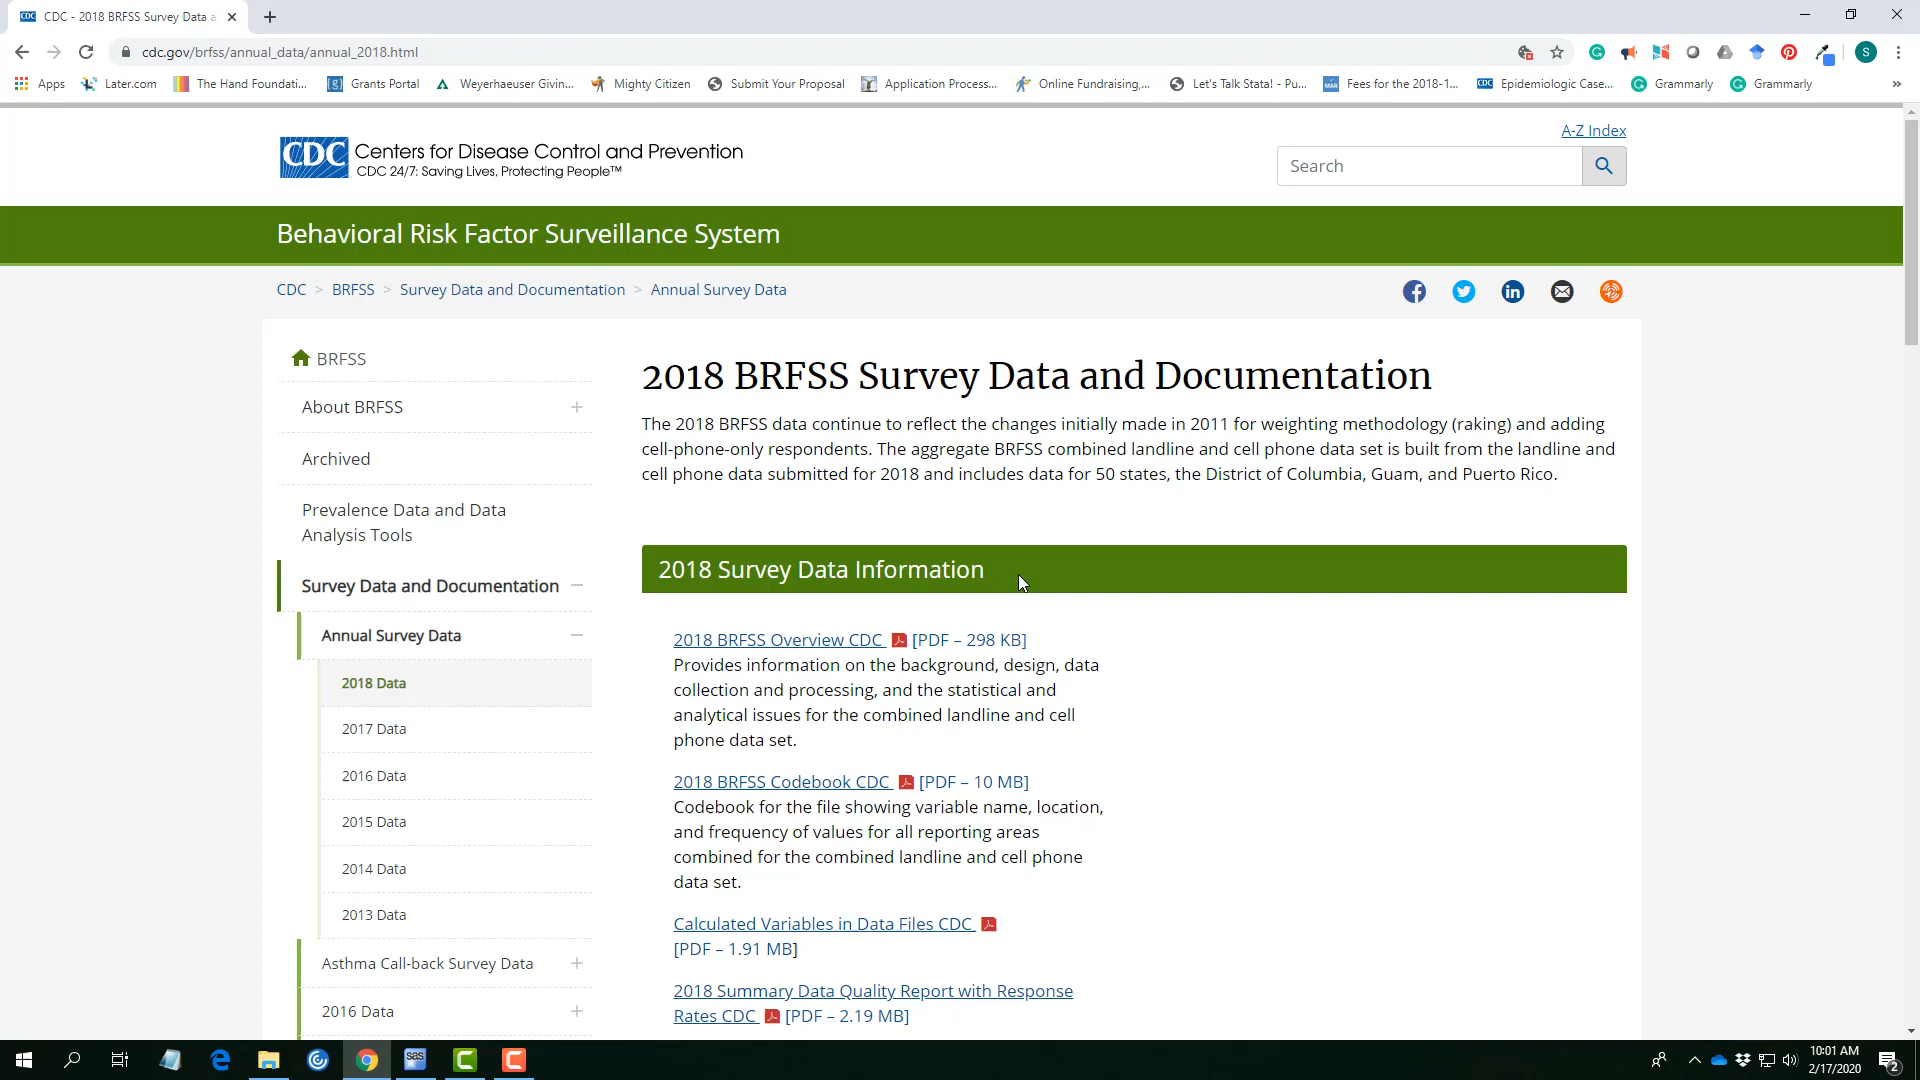 CDC - 2018 BRFSS Survey Data a
cdc.gov/brfss/annual_data/annual_2018.html
S
Apps
Later.com
The Hand Foundati...
Grants Portal
Weyerhaeuser Givin...
Mighty Citizen
Submit Your Proposal
Application Process...
Online Fundraising,...
Let's Talk Stata! - Pu...
Fees for the 2018-1...
Epidemiologic Case...
Grammarly
Grammarly
»
A-Z Index
CDC
Centers for Disease Control and Prevention
CDC 24/7: Saving Lives, Protecting People™
Search
Behavioral Risk Factor Surveillance System
CDC > BRFSS > Survey Data and Documentation > Annual Survey Data
BRFSS
About BRFSS +
Archived
Prevalence Data and Data
Analysis Tools
Survey Data and Documentation −
Annual Survey Data −
2018 Data
2017 Data
2016 Data
2015 Data
2014 Data
2013 Data
Asthma Call-back Survey Data +
2016 Data +
2018 BRFSS Survey Data and Documentation
The 2018 BRFSS data continue to reflect the changes initially made in 2011 for weighting methodology (raking) and adding
cell-phone-only respondents. The aggregate BRFSS combined landline and cell phone data set is built from the landline and
cell phone data submitted for 2018 and includes data for 50 states, the District of Columbia, Guam, and Puerto Rico.
2018 Survey Data Information
2018 BRFSS Overview CDC [PDF – 298 KB]
Provides information on the background, design, data
collection and processing, and the statistical and
analytical issues for the combined landline and cell
phone data set.
2018 BRFSS Codebook CDC [PDF – 10 MB]
Codebook for the file showing variable name, location,
and frequency of values for all reporting areas
combined for the combined landline and cell phone
data set.
Calculated Variables in Data Files CDC
[PDF – 1.91 MB]
2018 Summary Data Quality Report with Response
Rates CDC [PDF – 2.19 MB]
sas
10:01 AM
2/17/2020
2